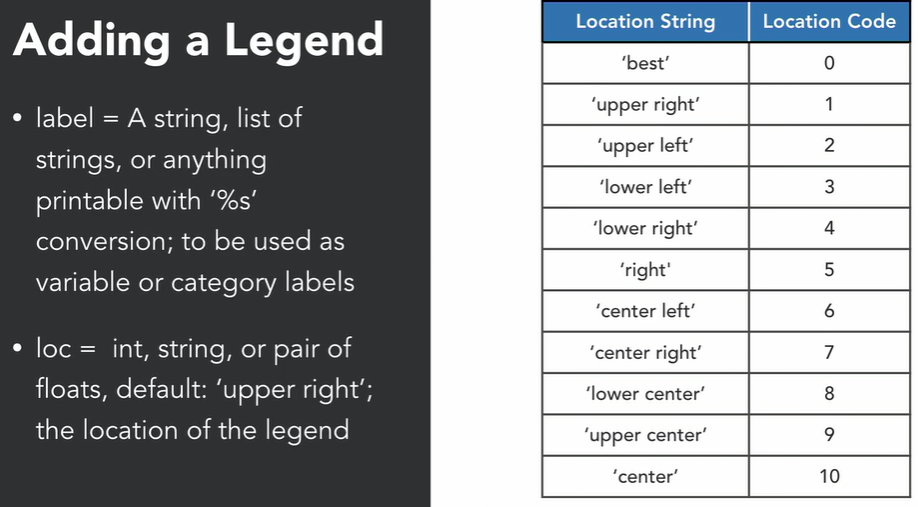 Adding a Legend
• label = A string, list of
strings, or anything
printable with ‘%s’
conversion; to be used as
variable or category labels
• loc = int, string, or pair of
floats, default: ‘upper right’;
the location of the legend
Location String Location Code
‘best’ 0
‘upper right’ 1
‘upper left’ 2
‘lower left’ 3
‘lower right’ 4
‘right' 5
‘center left’ 6
‘center right’ 7
‘lower center’ 8
‘upper center’ 9
‘center’ 10